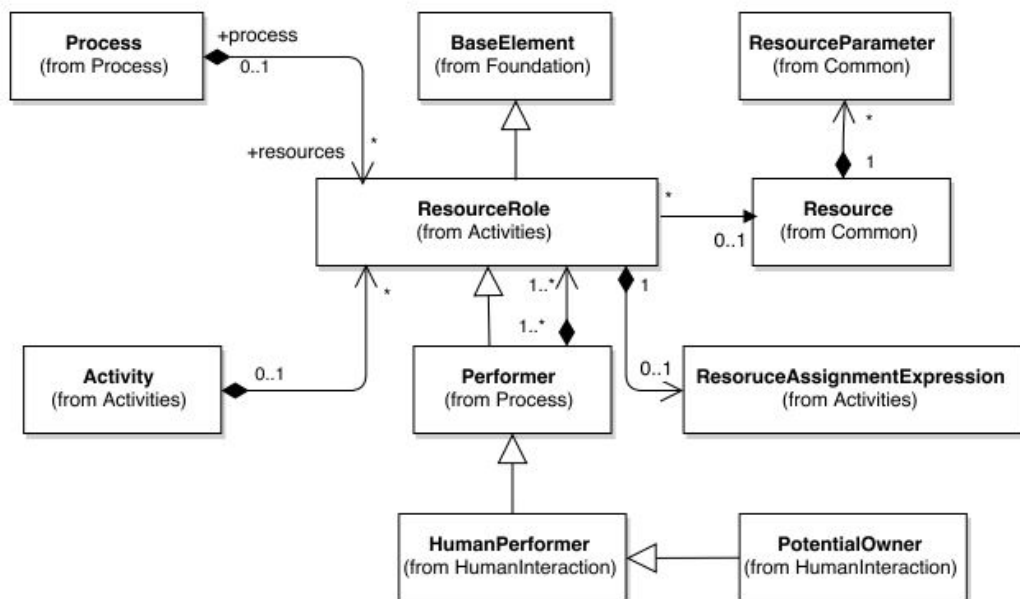 Process
(from Process)
+process
0..1
BaseElement
(from Foundation)
ResourceParameter
(from Common)
*
1
+resources
*
ResourceRole
(from Activities)
*
0..1
Resource
(from Common)
*
1..*
1..*
1
0..1
Activity
(from Activities)
0..1
Performer
(from Process)
ResoruceAssignmentExpression
(from Activities)
HumanPerformer
(from HumanInteraction)
PotentialOwner
(from HumanInteraction)